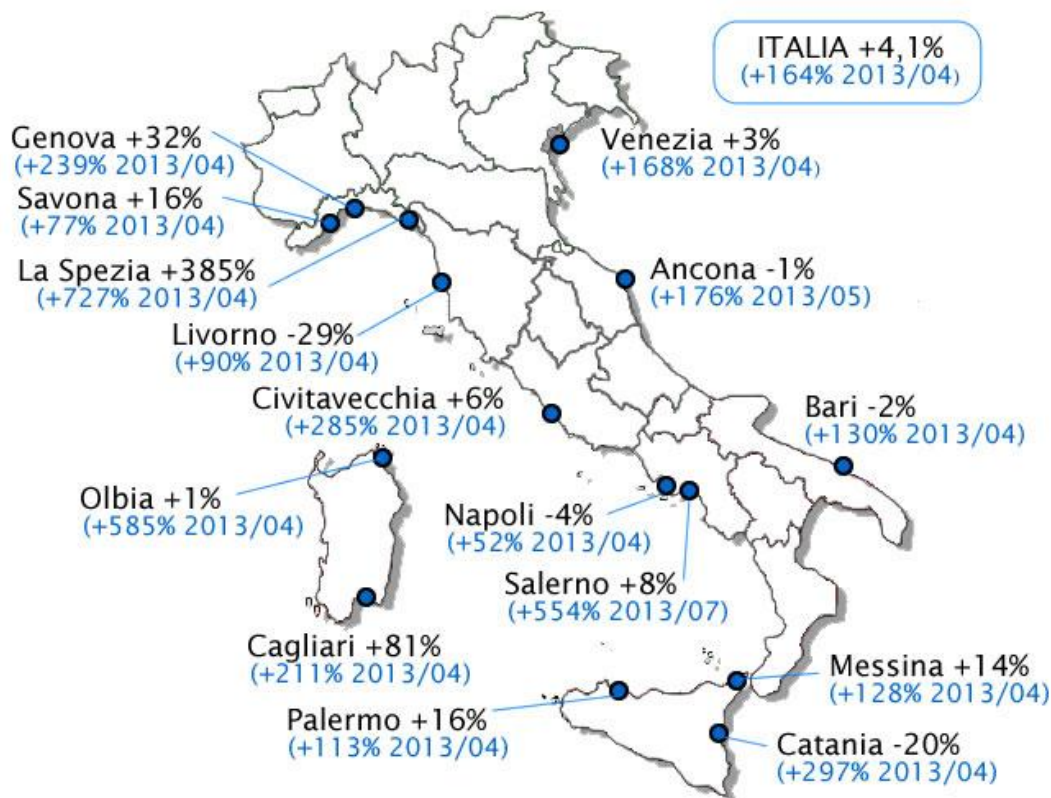 ITALIA +4,1%
(+164% 2013/04)
Genova +32%
(+239% 2013/04)
Savona +16%
(+77% 2013/04)
La Spezia +385%
(+727% 2013/04)
Livorno -29%
(+90% 2013/04)
Civitavecchia +6%
(+285% 2013/04)
Venezia +3%
(+168% 2013/04)
Ancona -1%
(+176% 2013/05)
Bari -2%
(+130% 2013/04)
Olbia +1%
(+585% 2013/04)
Napoli -4%
(+52% 2013/04)
Salerno +8%
(+554% 2013/07)
Cagliari +81%
(+211% 2013/04)
Palermo +16%
(+113% 2013/04)
Messina +14%
(+128% 2013/04)
Catania -20%
(+297% 2013/04)